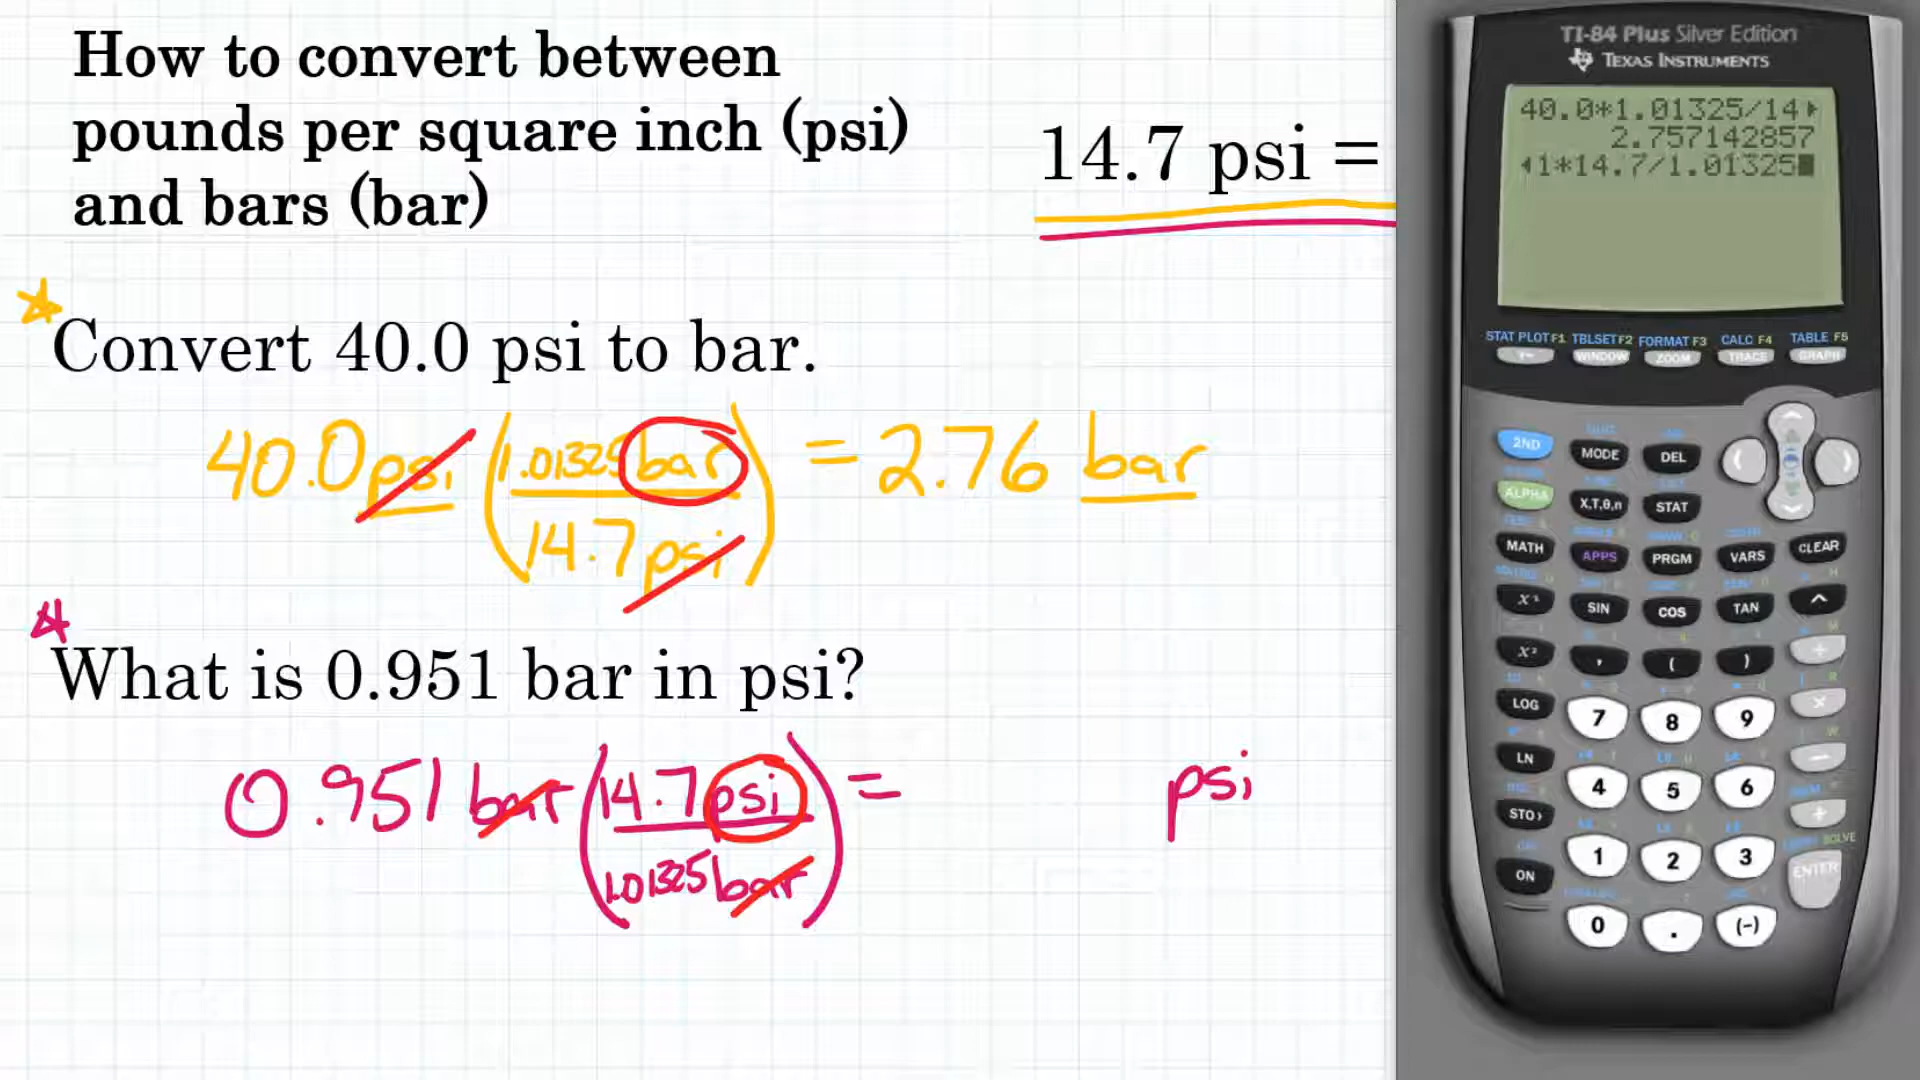 How to convert between
pounds per square inch (psi)
and bars (bar)
14.7 psi =
Convert 40.0 psi to bar.
40.0 psi (1.01325 bar / 14.7 psi) = 2.76 bar
What is 0.951 bar in psi?
0.951 bar (14.7 psi / 1.01325 bar) = psi
TI-84 Plus Silver Edition
TEXAS INSTRUMENTS
40.0*1.01325/14
2.757142857
1*14.7/1.01325
STAT PLOT F1 TBLSET F2 FORMAT F3 CALC F4 TABLE F5
Y= WINDOW ZOOM TRACE GRAPH
2ND MODE DEL
ALPHA X,T,θ,n STAT
MATH APPS PRGM VARS CLEAR
SIN COS TAN ^
x² , ( ) ÷
LOG 7 8 9 ×
LN 4 5 6 −
STO› 1 2 3 +
ON 0 . (-) ENTER